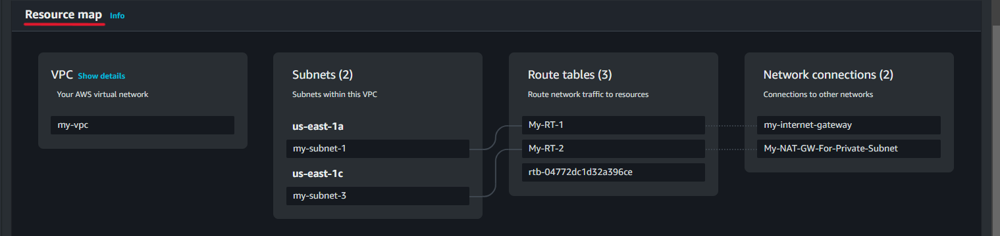 Resource map Info
VPC Show details
Your AWS virtual network
my-vpc
Subnets (2)
Subnets within this VPC
us-east-1a
my-subnet-1
us-east-1c
my-subnet-3
Route tables (3)
Route network traffic to resources
My-RT-1
My-RT-2
rtb-04772dc1d32a396ce
Network connections (2)
Connections to other networks
my-internet-gateway
My-NAT-GW-For-Private-Subnet